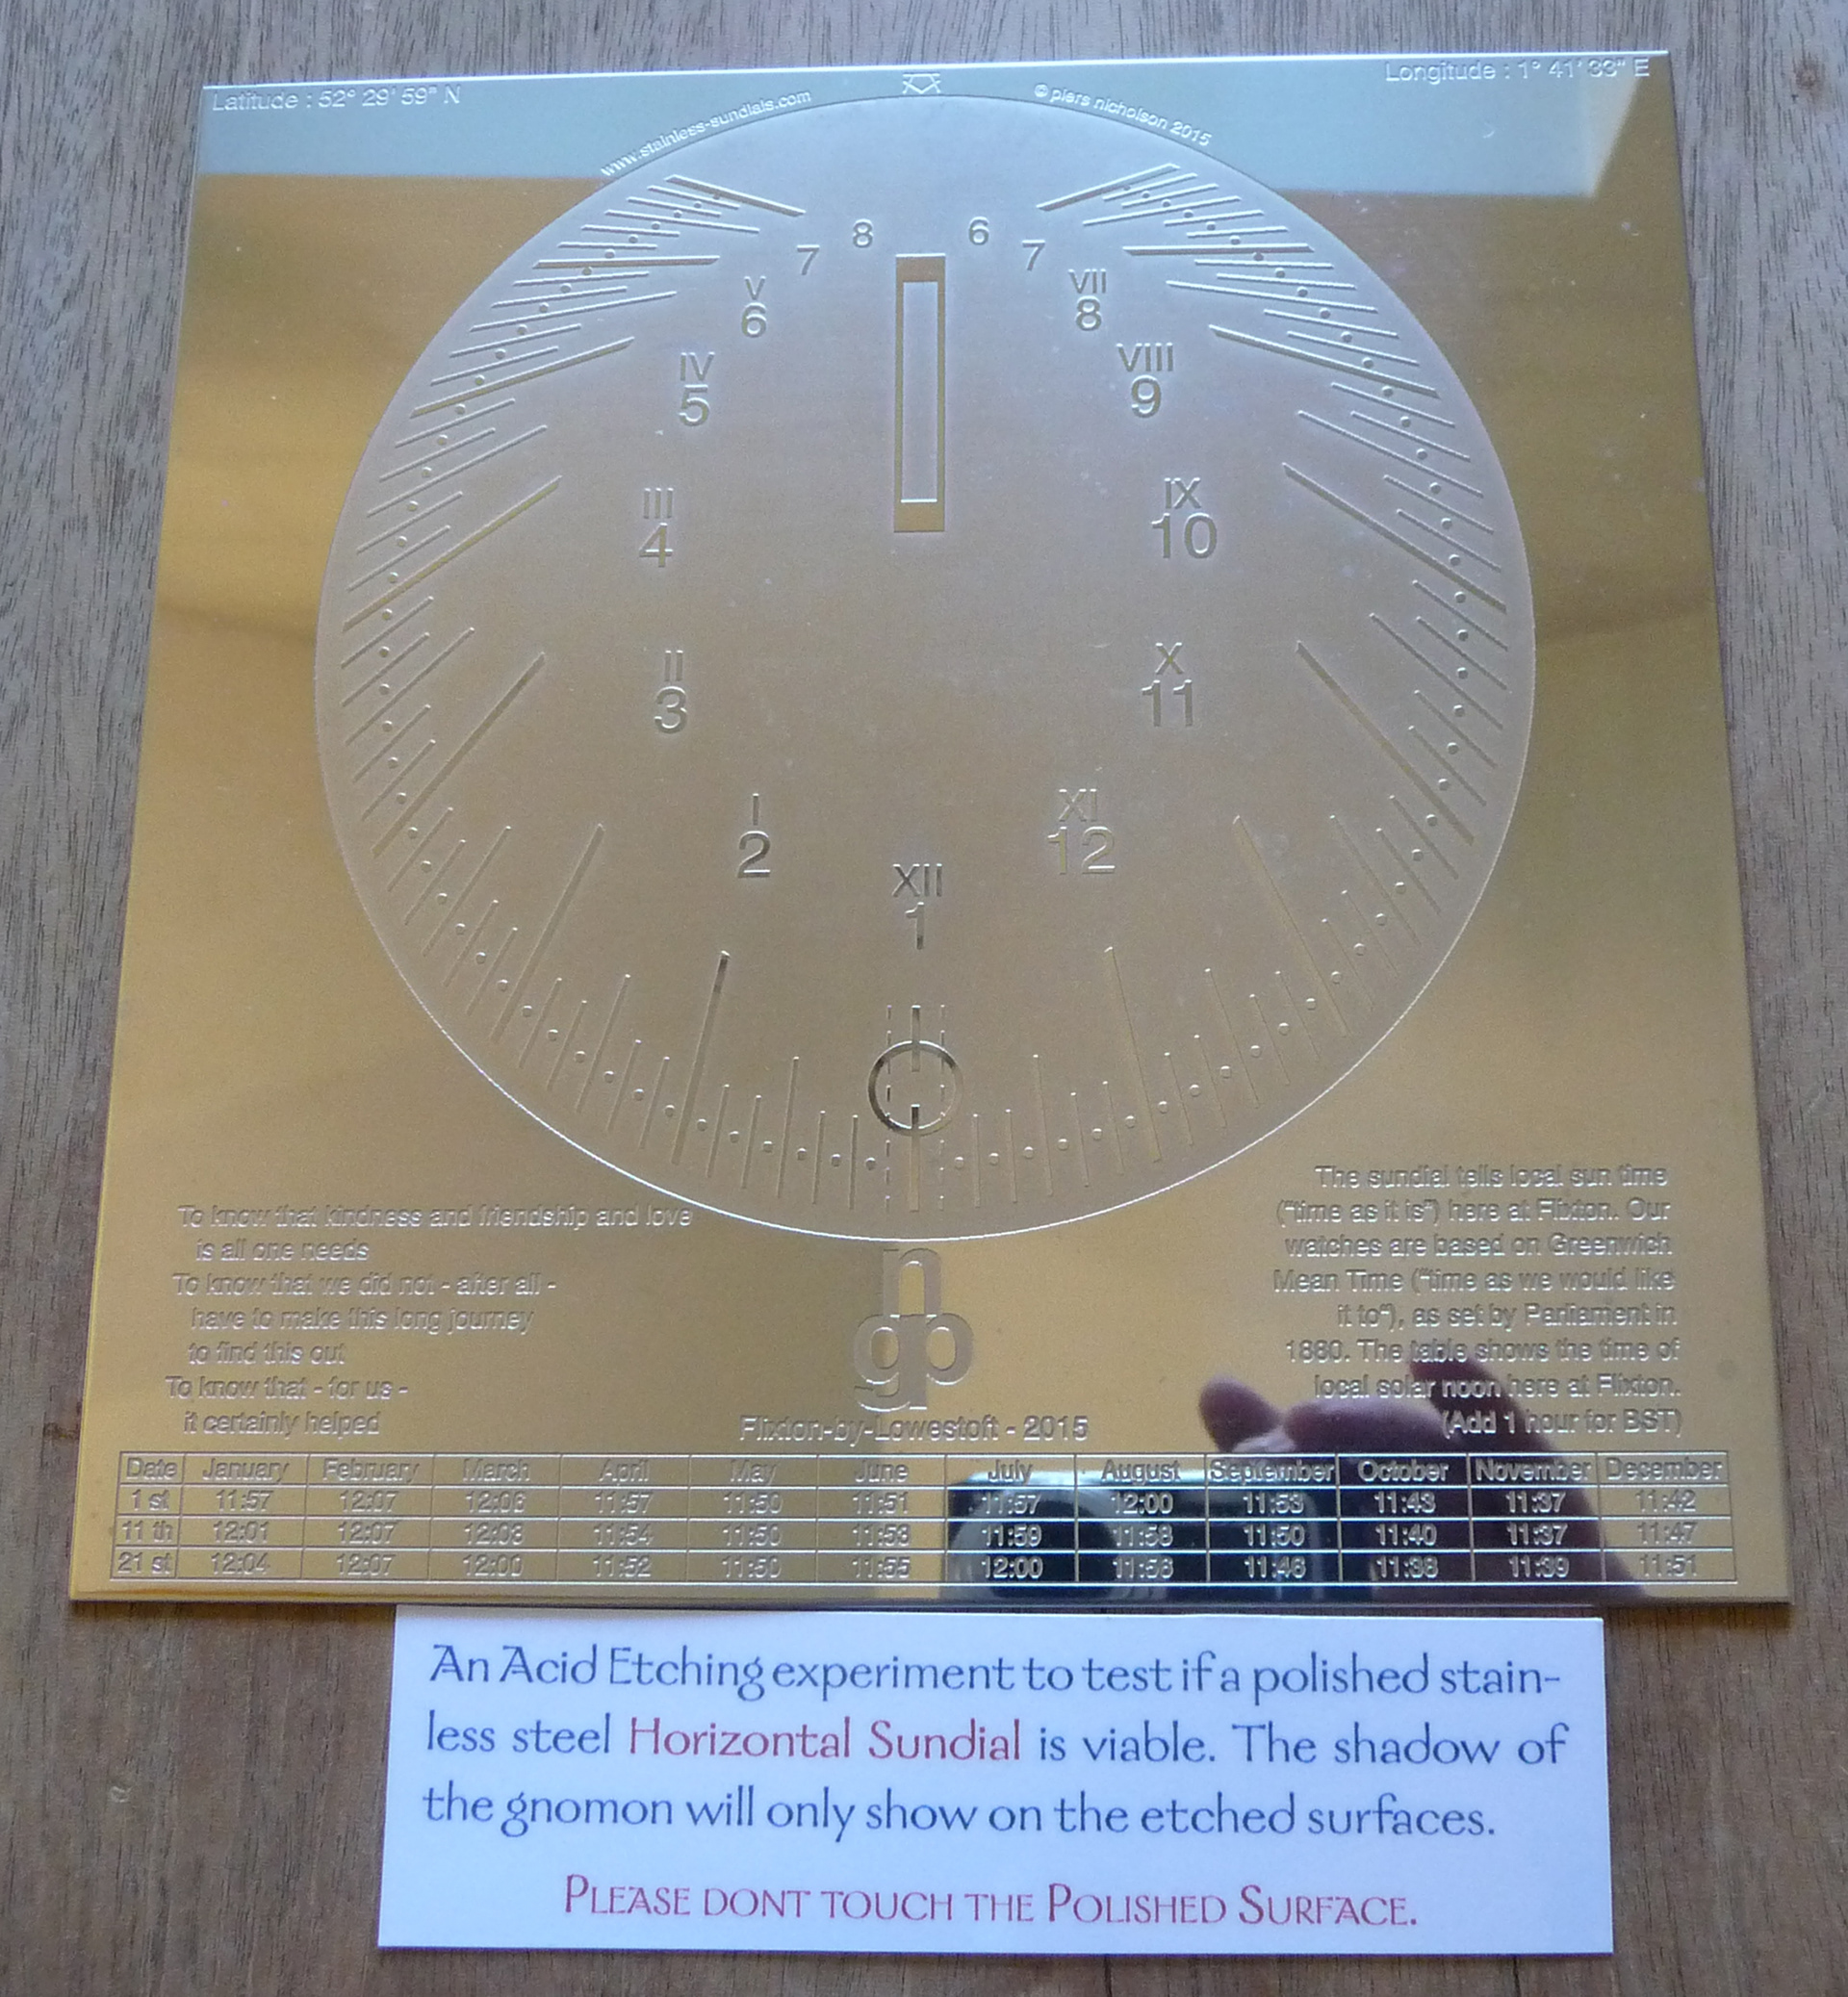 Latitude : 52° 29' 59" N
www.stainless-sundials.com
© piers nicholson 2015
Longitude : 1° 41' 33" E
8 6
7 7
V VII
6 8
IV VIII
5 9
III IX
4 10
II X
3 11
I XI
2 12
XII
1
To know that kindness and friendship and love
is all one needs
To know that we did not - after all -
have to make this long journey
to find this out
To know that - for us -
it certainly helped
The sundial tells local sun time
("time as it is") here at Flixton. Our
watches are based on Greenwich
Mean Time ("time as we would like
it to"), as set by Parliament in
1880. The table shows the time of
local solar noon here at Flixton.
(Add 1 hour for BST)
n
gp
Flixton-by-Lowestoft - 2015
Date January February March April May June July August September October November December
1 st 11:57 12:07 12:06 11:57 11:50 11:51 11:57 12:00 11:53 11:43 11:37 11:42
11 th 12:01 12:07 12:03 11:54 11:50 11:53 11:59 11:58 11:50 11:40 11:37 11:47
21 st 12:04 12:07 12:00 11:52 11:50 11:55 12:00 11:56 11:46 11:38 11:39 11:51
An Acid Etching experiment to test if a polished stain-
less steel Horizontal Sundial is viable. The shadow of
the gnomon will only show on the etched surfaces.
PLEASE DONT TOUCH THE POLISHED SURFACE.